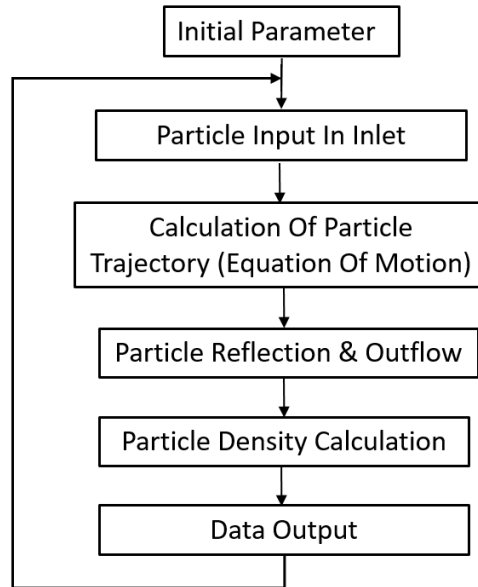 Initial Parameter
Particle Input In Inlet
Calculation Of Particle
Trajectory (Equation Of Motion)
Particle Reflection & Outflow
Particle Density Calculation
Data Output